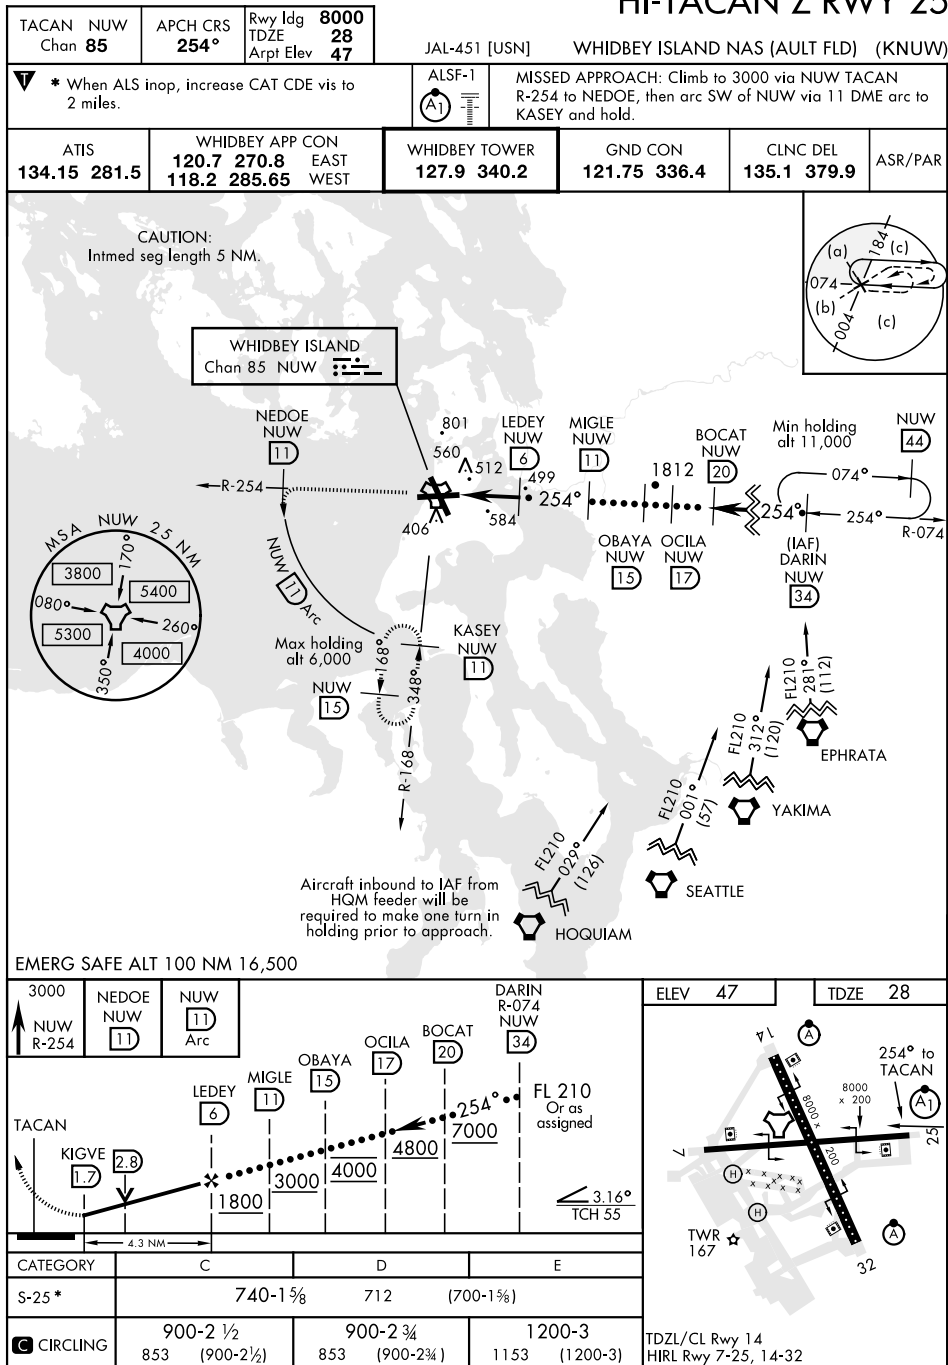 HI-TACAN Z RWY 25
TACAN NUW
Chan 85
APCH CRS
254°
Rwy ldg 8000
TDZE 28
Arpt Elev 47
JAL-451 [USN]
WHIDBEY ISLAND NAS (AULT FLD) (KNUW)
T
* When ALS inop, increase CAT CDE vis to
2 miles.
ALSF-1
A1
MISSED APPROACH: Climb to 3000 via NUW TACAN
R-254 to NEDOE, then arc SW of NUW via 11 DME arc to
KASEY and hold.
ATIS
134.15 281.5
WHIDBEY APP CON
120.7 270.8 EAST
118.2 285.65 WEST
WHIDBEY TOWER
127.9 340.2
GND CON
121.75 336.4
CLNC DEL
135.1 379.9
ASR/PAR
CAUTION:
Intmed seg length 5 NM.
(a)
184
(c)
074
(b)
004
(c)
WHIDBEY ISLAND
Chan 85 NUW
NEDOE
NUW
11
R-254
801
560
512
499
584
406
LEDEY
NUW
6
MIGLE
NUW
11
254°
1812
BOCAT
NUW
20
Min holding
alt 11,000
NUW
44
074°
254°
254°
R-074
OBAYA
NUW
15
OCILA
NUW
17
(IAF)
DARIN
NUW
34
MSA NUW 25 NM
170°
3800
5400
080°
260°
5300
4000
350°
NUW 11 Arc
Max holding
alt 6,000
168°
348°
KASEY
NUW
11
NUW
15
R-168
FL210
281°
(112)
EPHRATA
FL210
312°
(120)
YAKIMA
FL210
001°
(57)
SEATTLE
FL210
029°
(126)
HOQUIAM
Aircraft inbound to IAF from
HQM feeder will be
required to make one turn in
holding prior to approach.
EMERG SAFE ALT 100 NM 16,500
3000
NUW
R-254
NEDOE
NUW
11
NUW
11
Arc
TACAN
KIGVE
1.7
2.8
LEDEY
6
MIGLE
11
OBAYA
15
OCILA
17
BOCAT
20
DARIN
R-074
NUW
34
FL 210
Or as
assigned
254°
7000
4800
4000
3000
1800
3.16°
TCH 55
4.3 NM
ELEV 47
TDZE 28
14
A
254° to
TACAN
A1
8000
x 200
25
8000 x 200
7
H
H
TWR
167
A
32
TDZL/CL Rwy 14
HIRL Rwy 7-25, 14-32
CATEGORY C D E
S-25 * 740-1⅝ 712 (700-1⅝)
C CIRCLING
900-2 ½
853 (900-2½)
900-2 ¾
853 (900-2¾)
1200-3
1153 (1200-3)